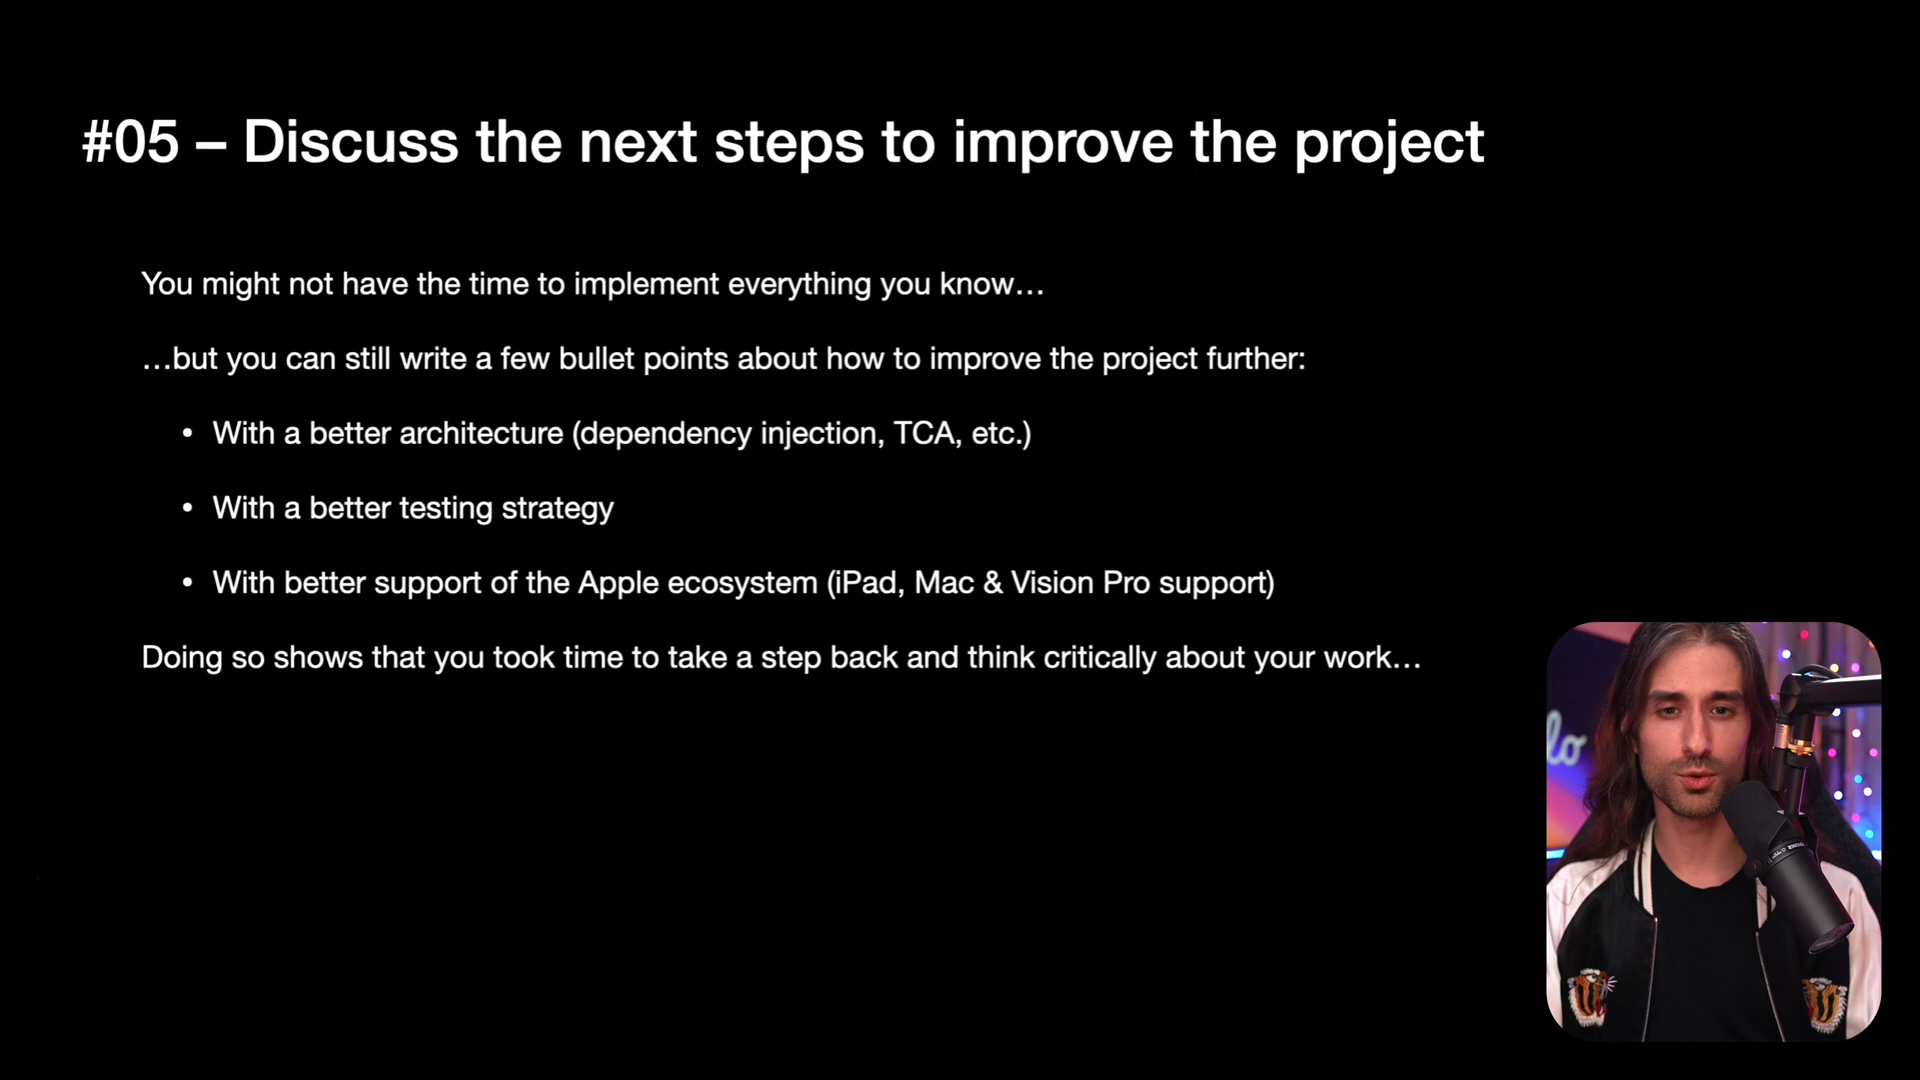 #05 – Discuss the next steps to improve the project
You might not have the time to implement everything you know…
…but you can still write a few bullet points about how to improve the project further:
• With a better architecture (dependency injection, TCA, etc.)
• With a better testing strategy
• With better support of the Apple ecosystem (iPad, Mac & Vision Pro support)
Doing so shows that you took time to take a step back and think critically about your work…
lo